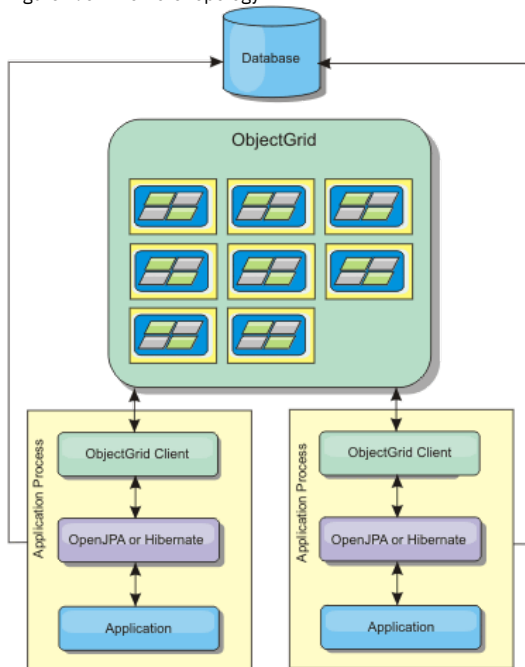 Database
ObjectGrid
Application Process
ObjectGrid Client
OpenJPA or Hibernate
Application
Application Process
ObjectGrid Client
OpenJPA or Hibernate
Application